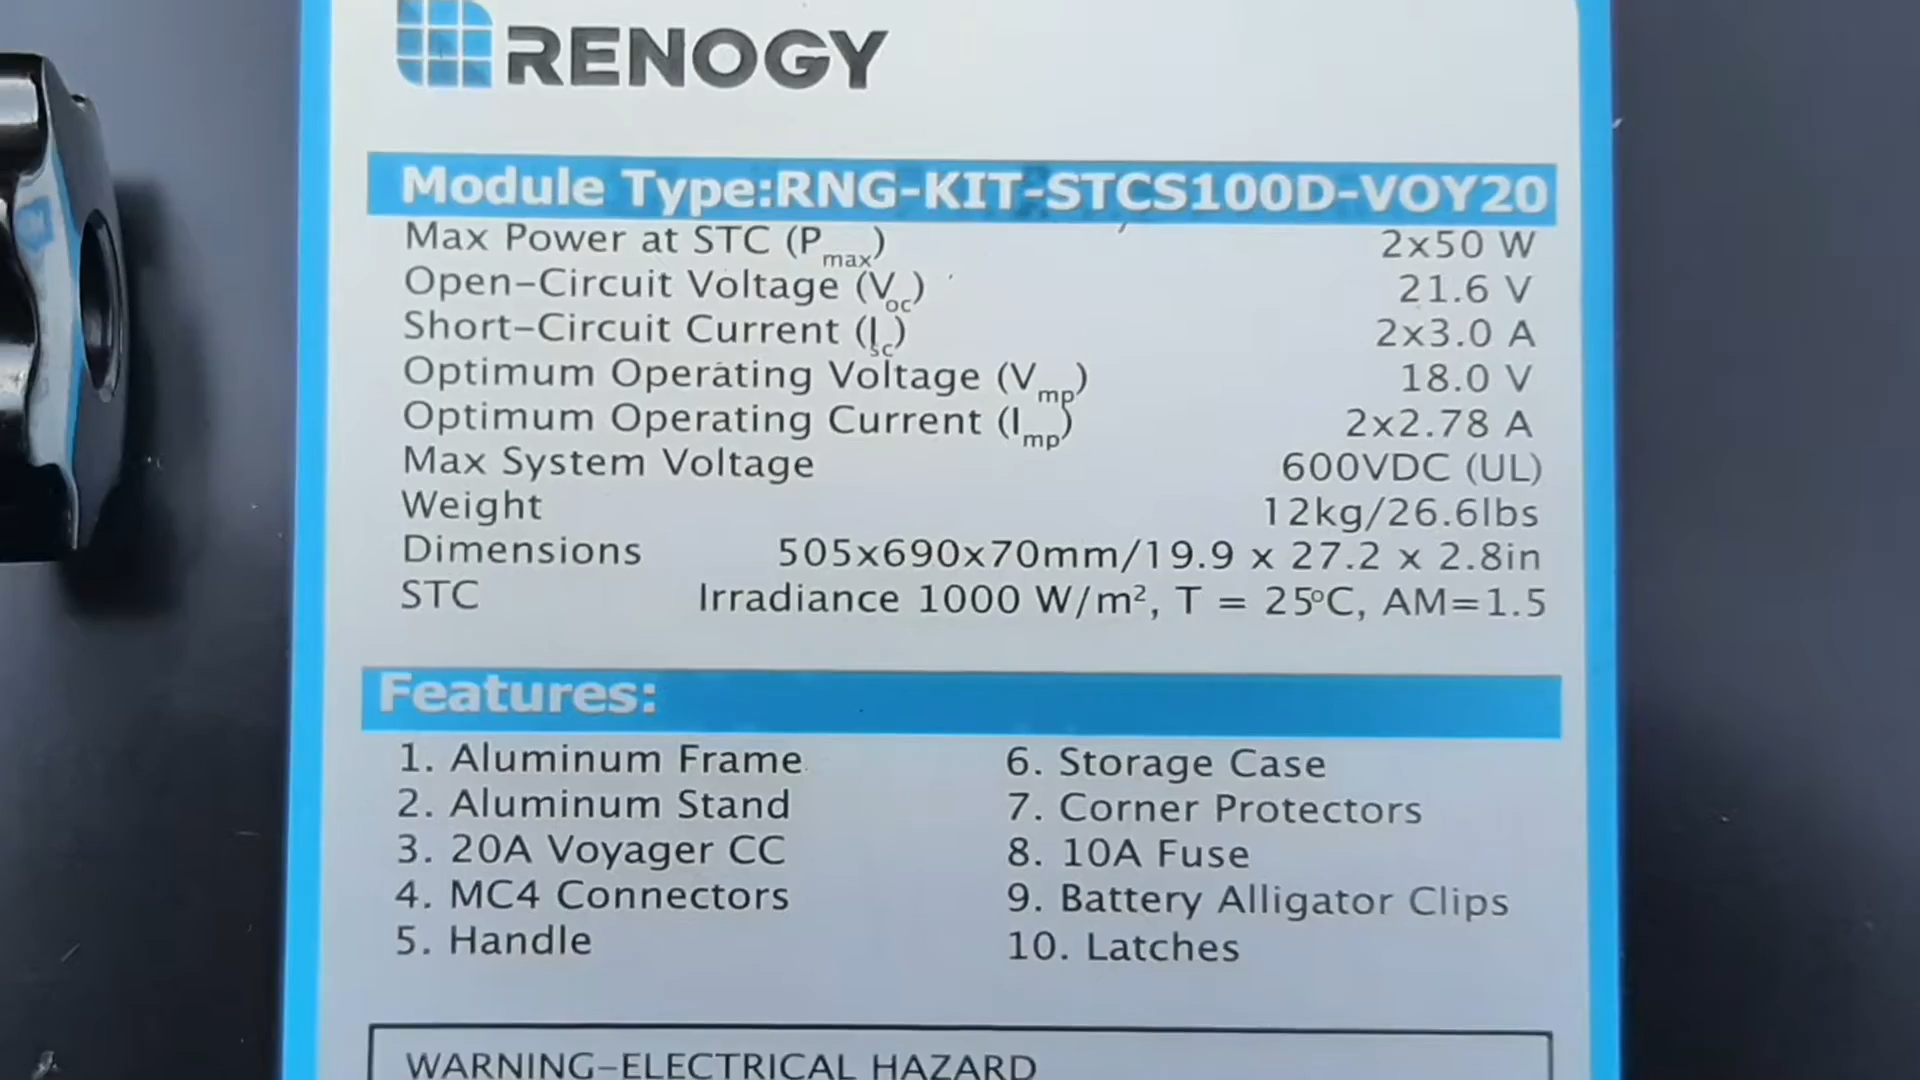 RENOGY
Module Type:RNG-KIT-STCS100D-VOY20
Max Power at STC (Pmax) 2x50 W
Open-Circuit Voltage (Voc) 21.6 V
Short-Circuit Current (Isc) 2x3.0 A
Optimum Operating Voltage (Vmp) 18.0 V
Optimum Operating Current (Imp) 2x2.78 A
Max System Voltage 600VDC (UL)
Weight 12kg/26.6lbs
Dimensions 505x690x70mm/19.9 x 27.2 x 2.8in
STC Irradiance 1000 W/m², T = 25°C, AM=1.5
Features:
1. Aluminum Frame
2. Aluminum Stand
3. 20A Voyager CC
4. MC4 Connectors
5. Handle
6. Storage Case
7. Corner Protectors
8. 10A Fuse
9. Battery Alligator Clips
10. Latches
WARNING-ELECTRICAL HAZARD